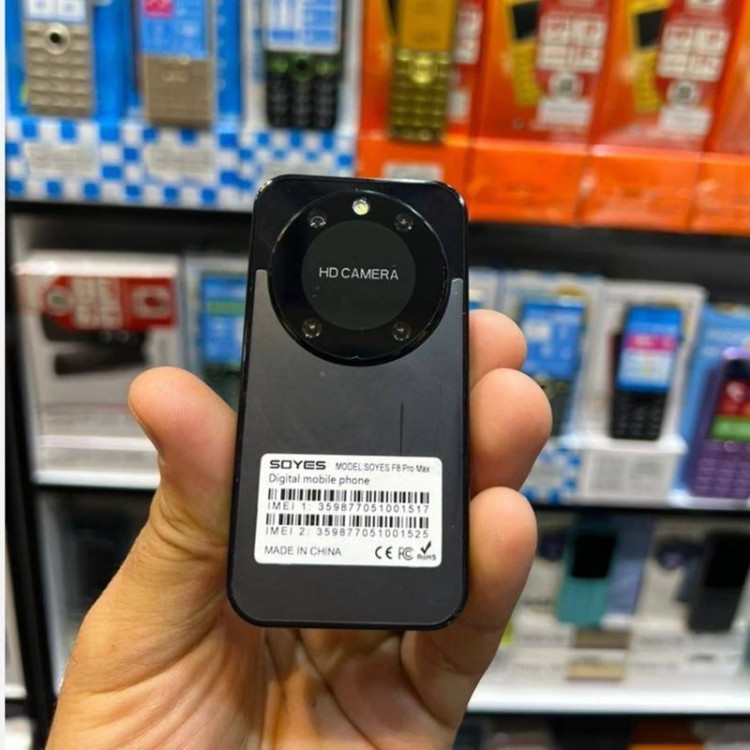 HD CAMERA
SOYES MODEL:SOYES F8 Pro Max
Digital mobile phone
IMEI 1: 359877051001517
IMEI 2: 359877051001525
MADE IN CHINA CE FC RoHS